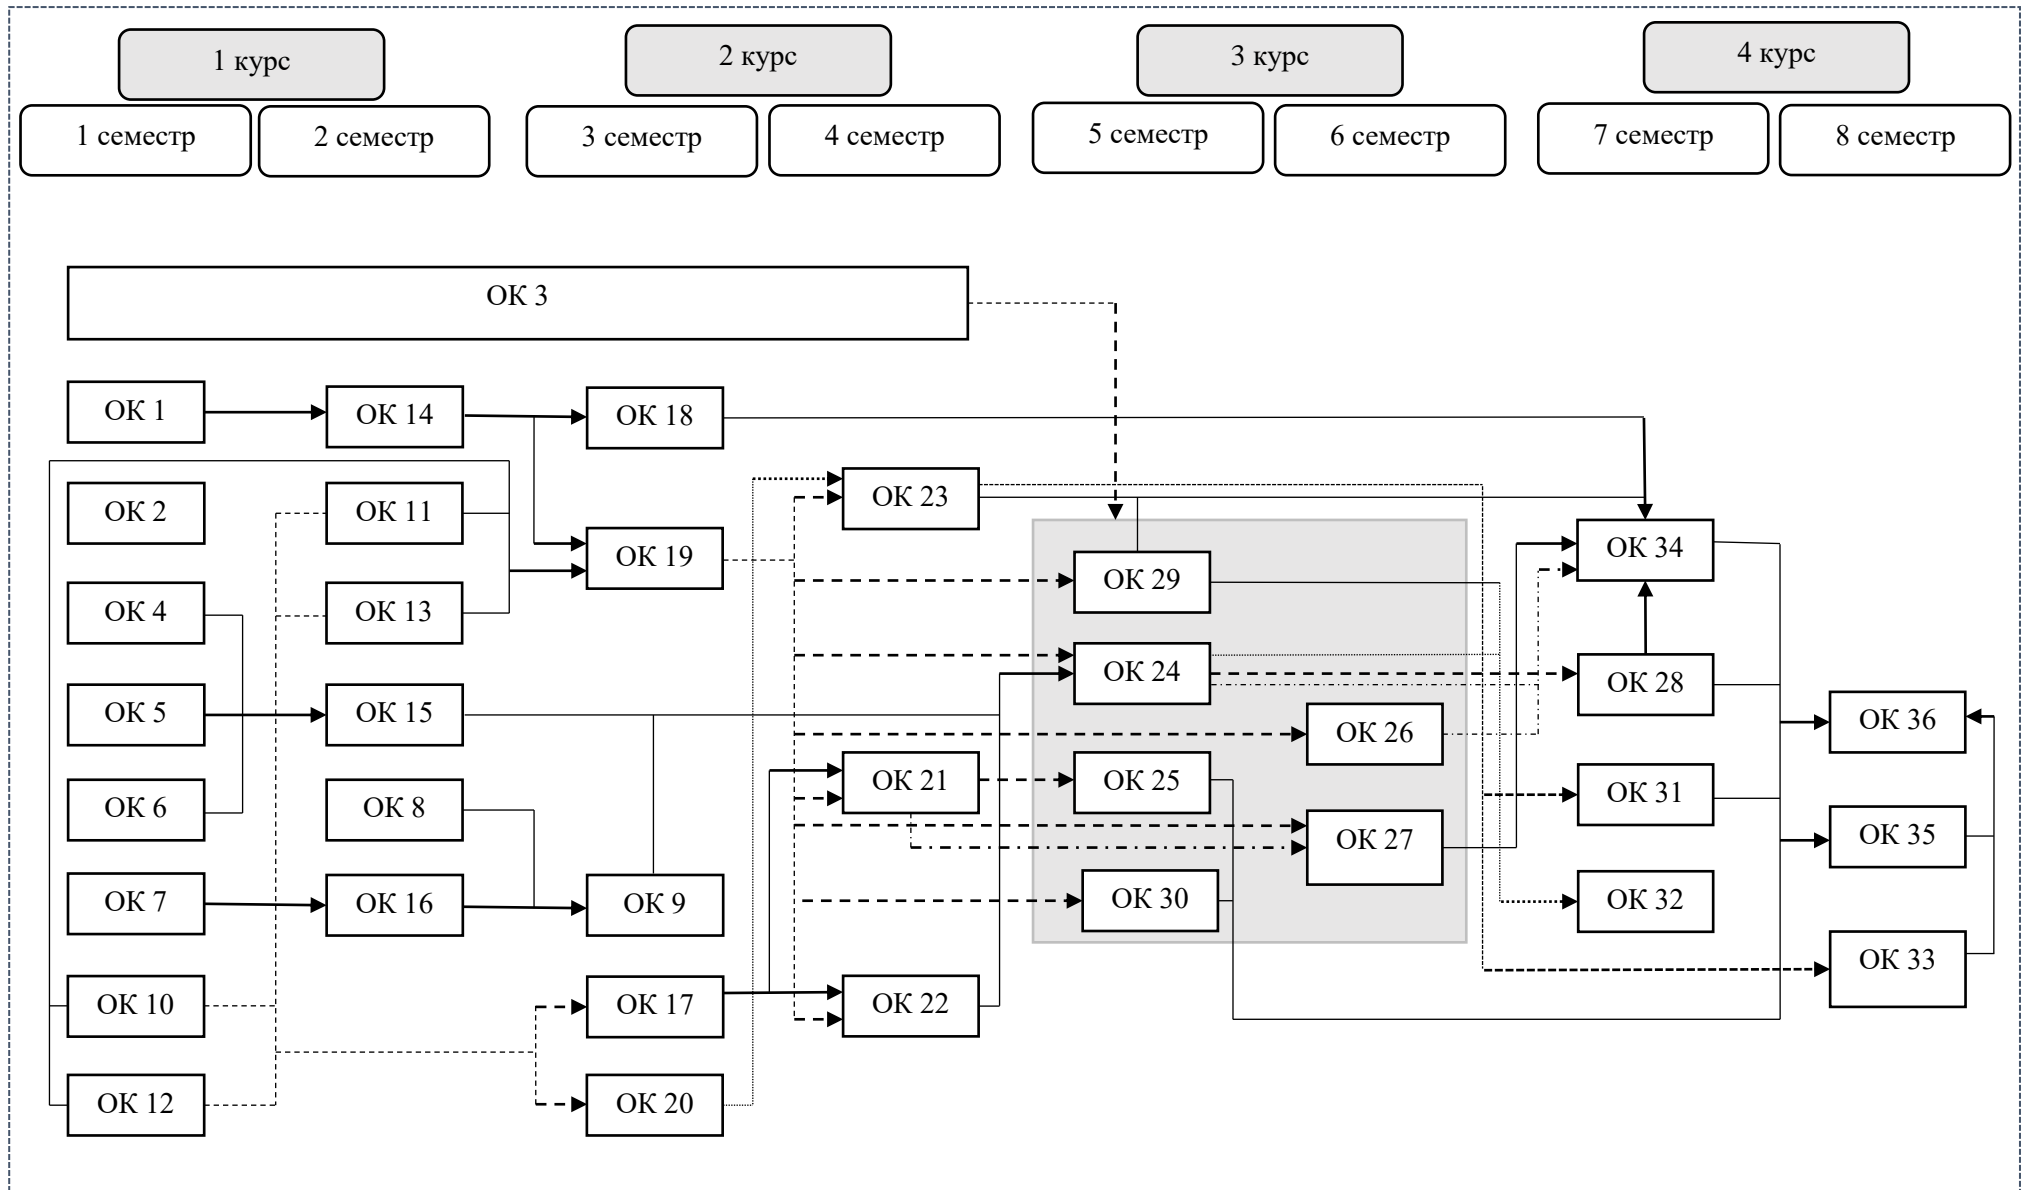 1 курс
2 курс
3 курс
4 курс
1 семестр
2 семестр
3 семестр
4 семестр
5 семестр
6 семестр
7 семестр
8 семестр
ОК 3
ОК 1
ОК 14
ОК 18
ОК 23
ОК 2
ОК 11
ОК 19
ОК 34
ОК 29
ОК 4
ОК 13
ОК 24
ОК 28
ОК 5
ОК 15
ОК 26
ОК 36
ОК 21
ОК 25
ОК 31
ОК 6
ОК 8
ОК 27
ОК 35
ОК 7
ОК 16
ОК 9
ОК 30
ОК 32
ОК 33
ОК 10
ОК 17
ОК 22
ОК 12
ОК 20